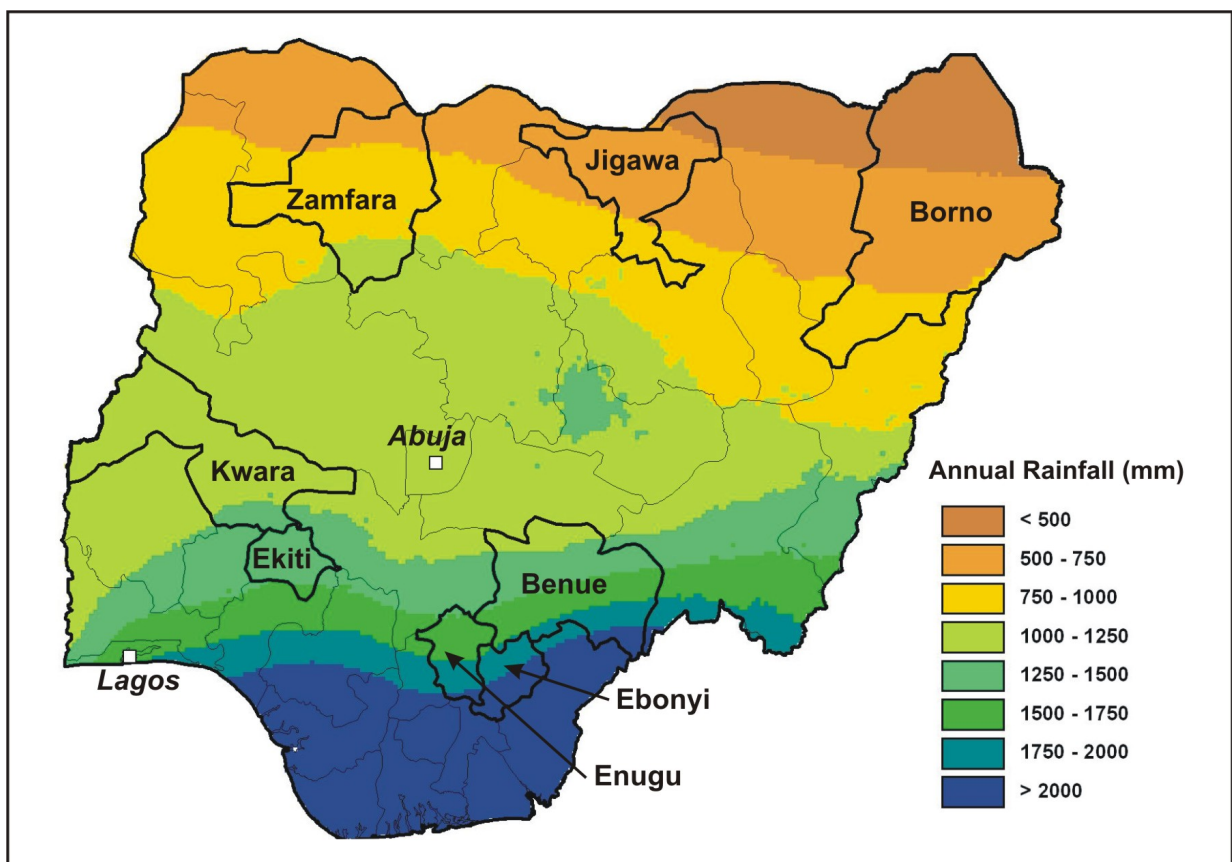 Zamfara
Jigawa
Borno
Abuja
Kwara
Ekiti
Benue
Lagos
Ebonyi
Enugu
Annual Rainfall (mm)
< 500
500 - 750
750 - 1000
1000 - 1250
1250 - 1500
1500 - 1750
1750 - 2000
> 2000